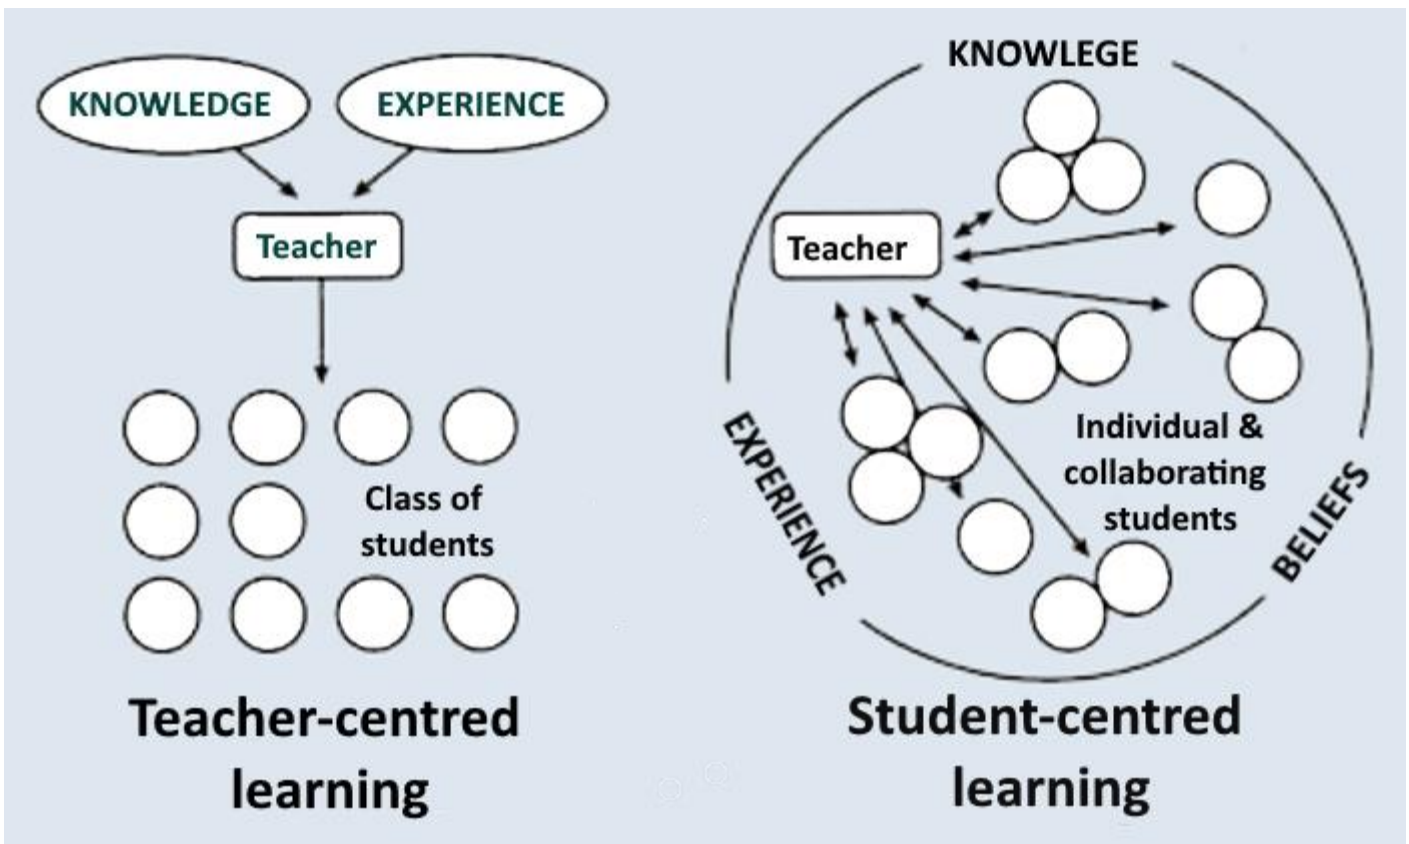 KNOWLEDGE
EXPERIENCE
Teacher
Class of
students
Teacher-centred
learning
KNOWLEGE
Teacher
Individual &
collaborating
students
EXPERIENCE
BELIEFS
Student-centred
learning